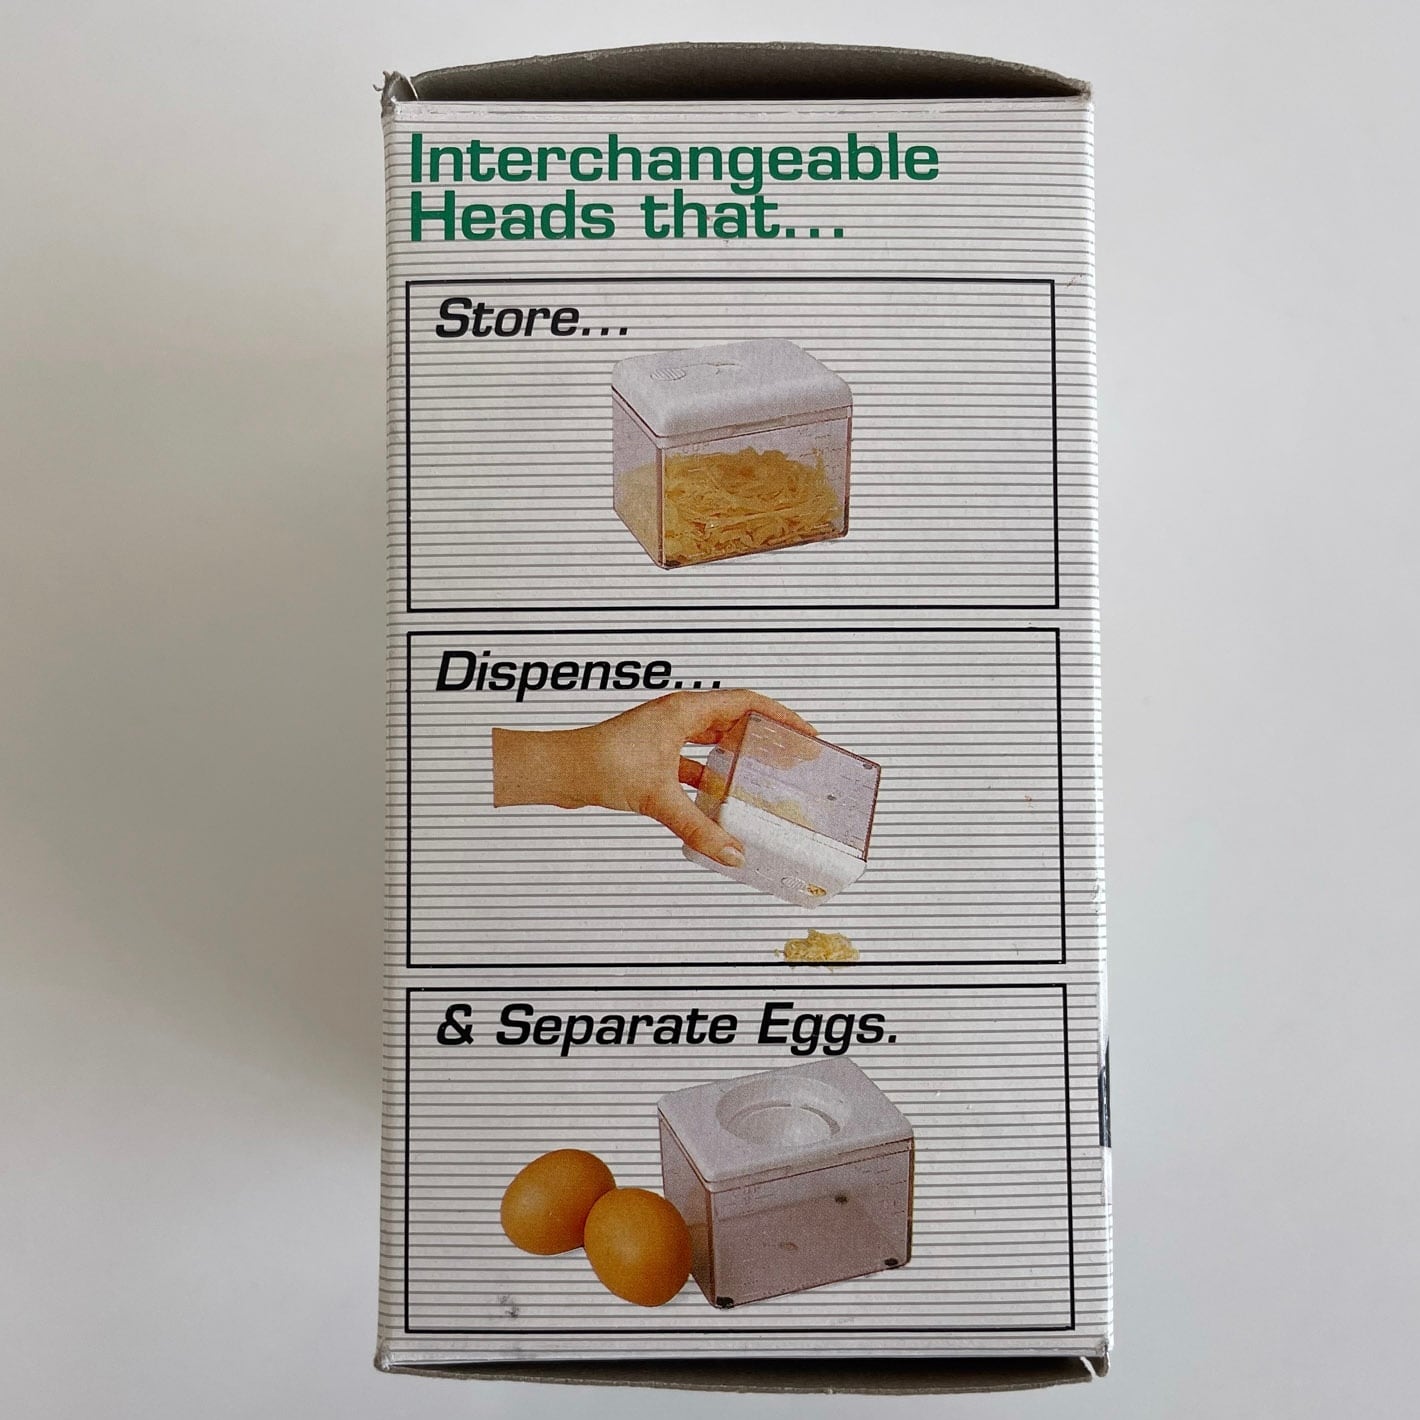 Interchangeable
Heads that...
Store...
Dispense...
& Separate Eggs.